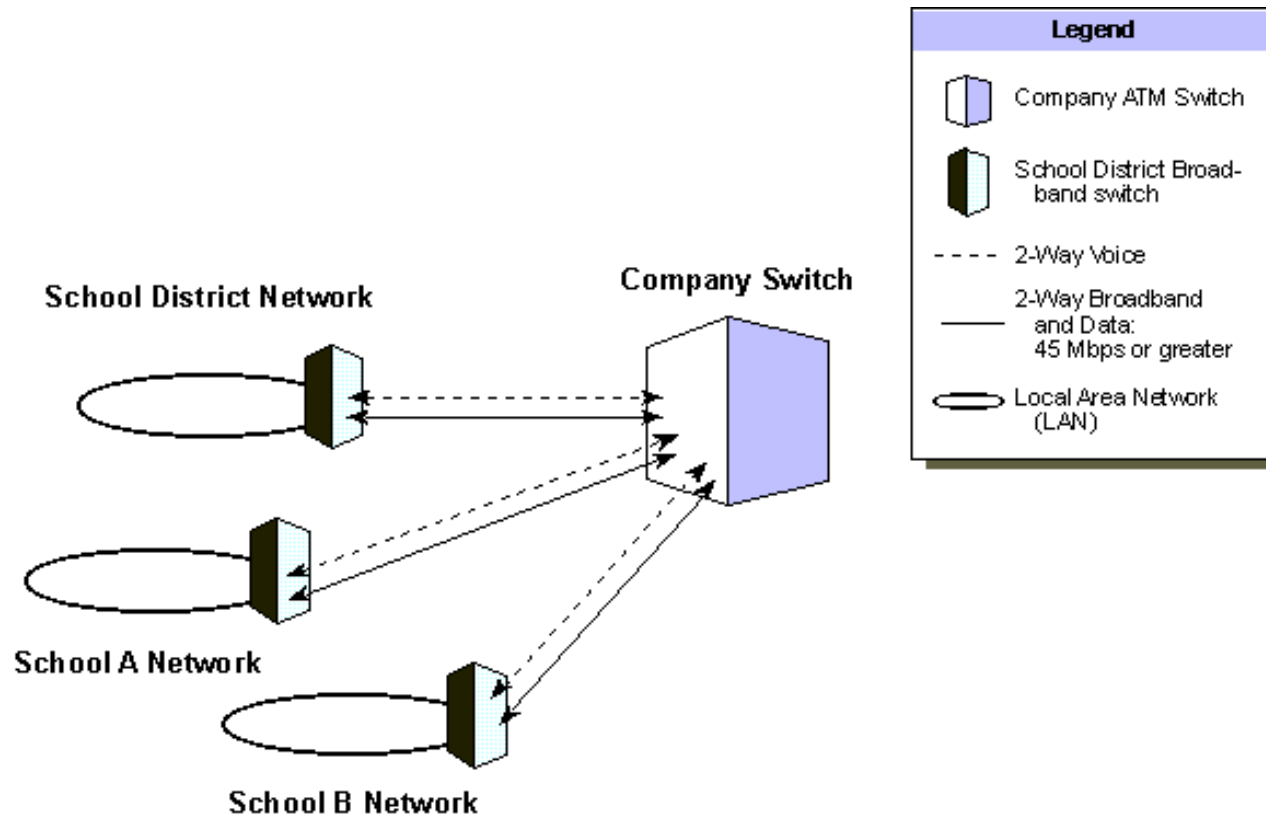 Legend
Company ATM Switch
School District Broad-
band switch
2-Way Voice
2-Way Broadband
and Data:
45 Mbps or greater
Local Area Network
(LAN)
School District Network
Company Switch
School A Network
School B Network